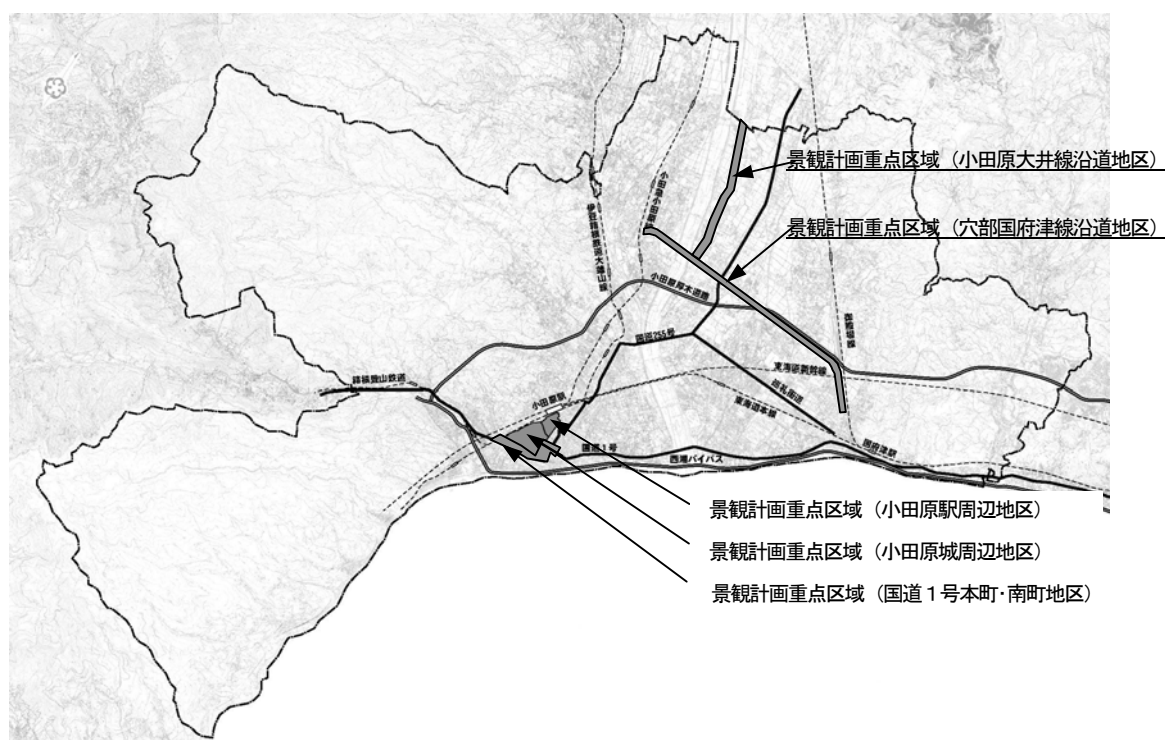 景観計画重点区域（小田原大井線沿道地区）
小田急小田原線
伊豆箱根鉄道大雄山線
景観計画重点区域（穴部国府津線沿道地区）
小田原厚木道路
御殿場線
国道255号
東海道新幹線
箱根登山鉄道
巡礼街道
小田原駅
東海道本線
国道1号
西湘バイパス
国府津駅
景観計画重点区域（小田原駅周辺地区）
景観計画重点区域（小田原城周辺地区）
景観計画重点区域（国道１号本町・南町地区）